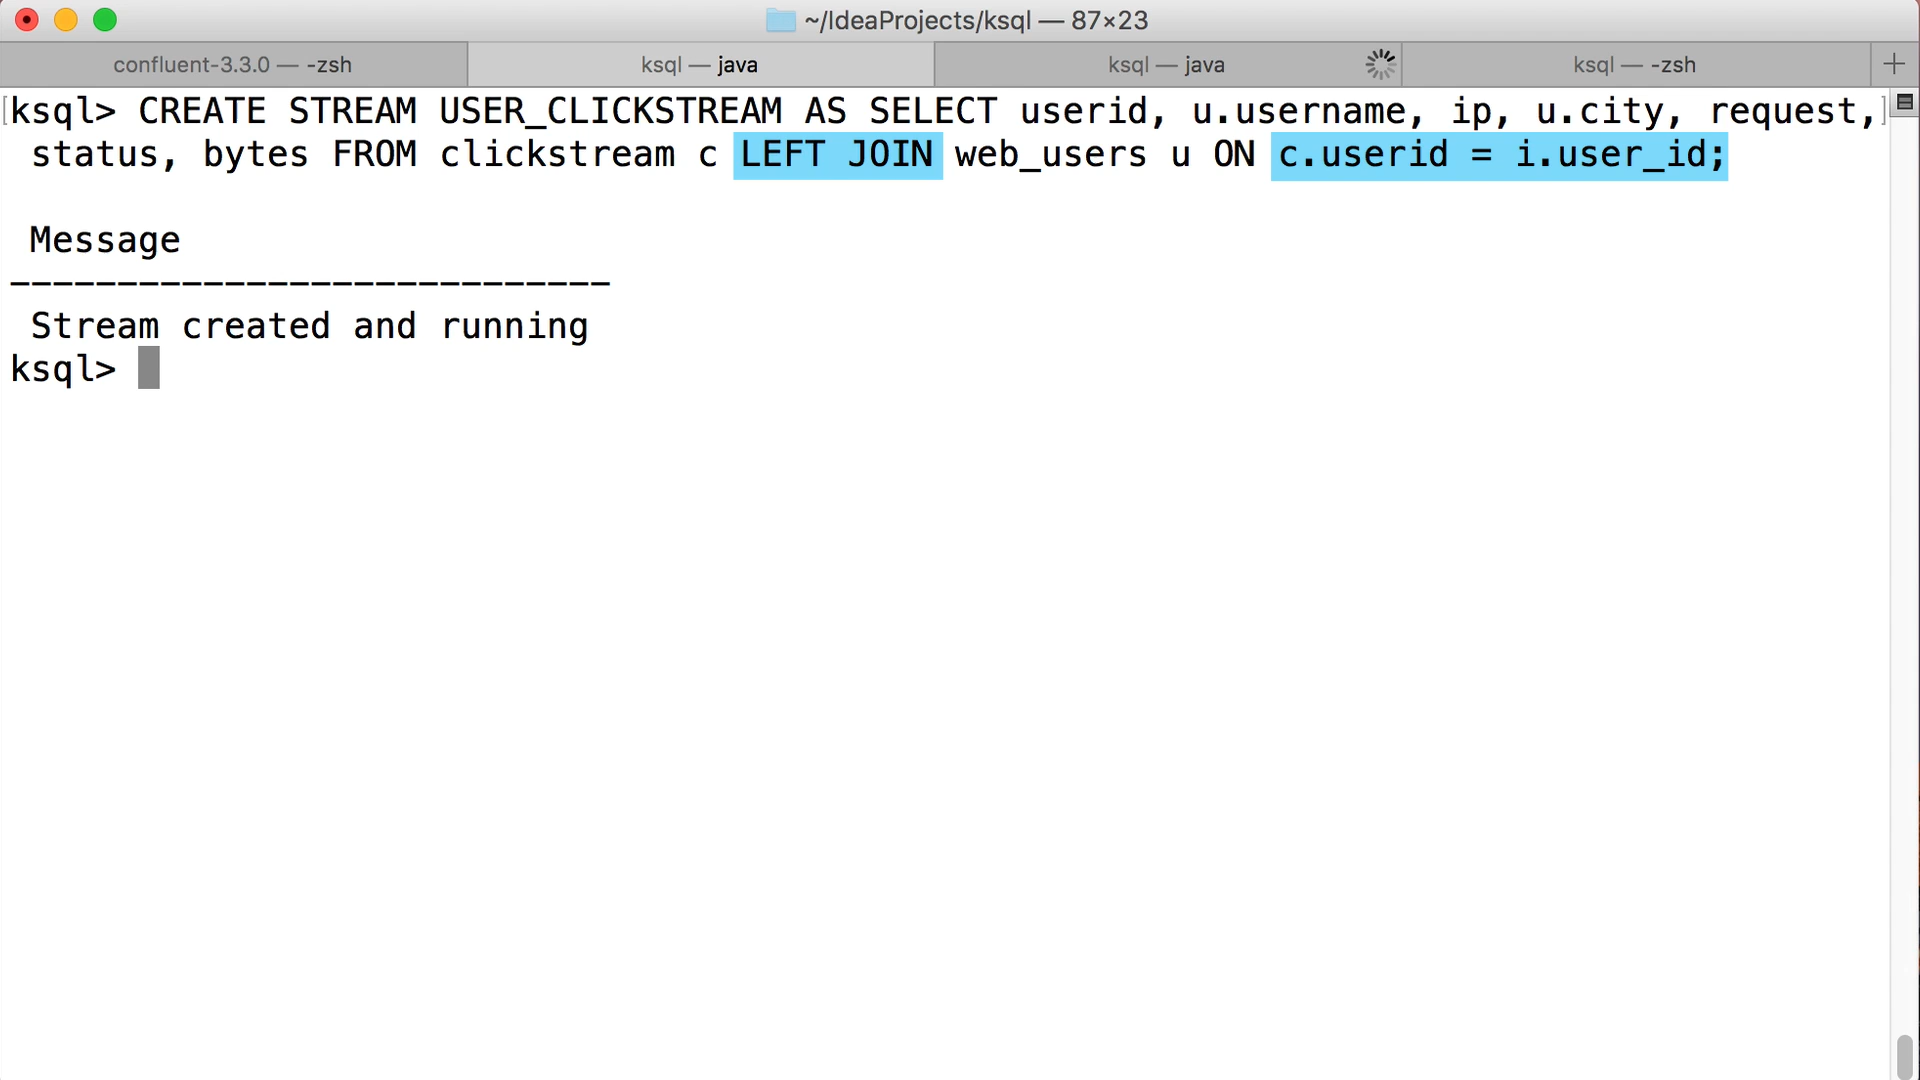 ~/IdeaProjects/ksql — 87×23
confluent-3.3.0 — -zsh
ksql — java
ksql — java
ksql — -zsh
ksql> CREATE STREAM USER_CLICKSTREAM AS SELECT userid, u.username, ip, u.city, request,
status, bytes FROM clickstream c LEFT JOIN web_users u ON c.userid = i.user_id;
Message
----------------------------
Stream created and running
ksql>